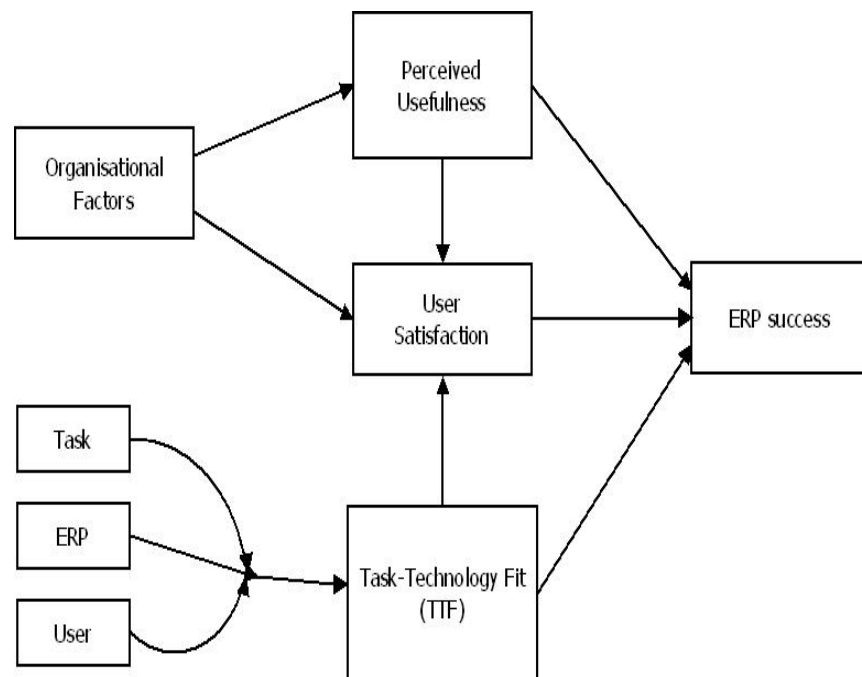 Perceived
Usefulness
Organisational
Factors
User
Satisfaction
ERP success
Task
ERP
User
Task-Technology Fit
(TTF)